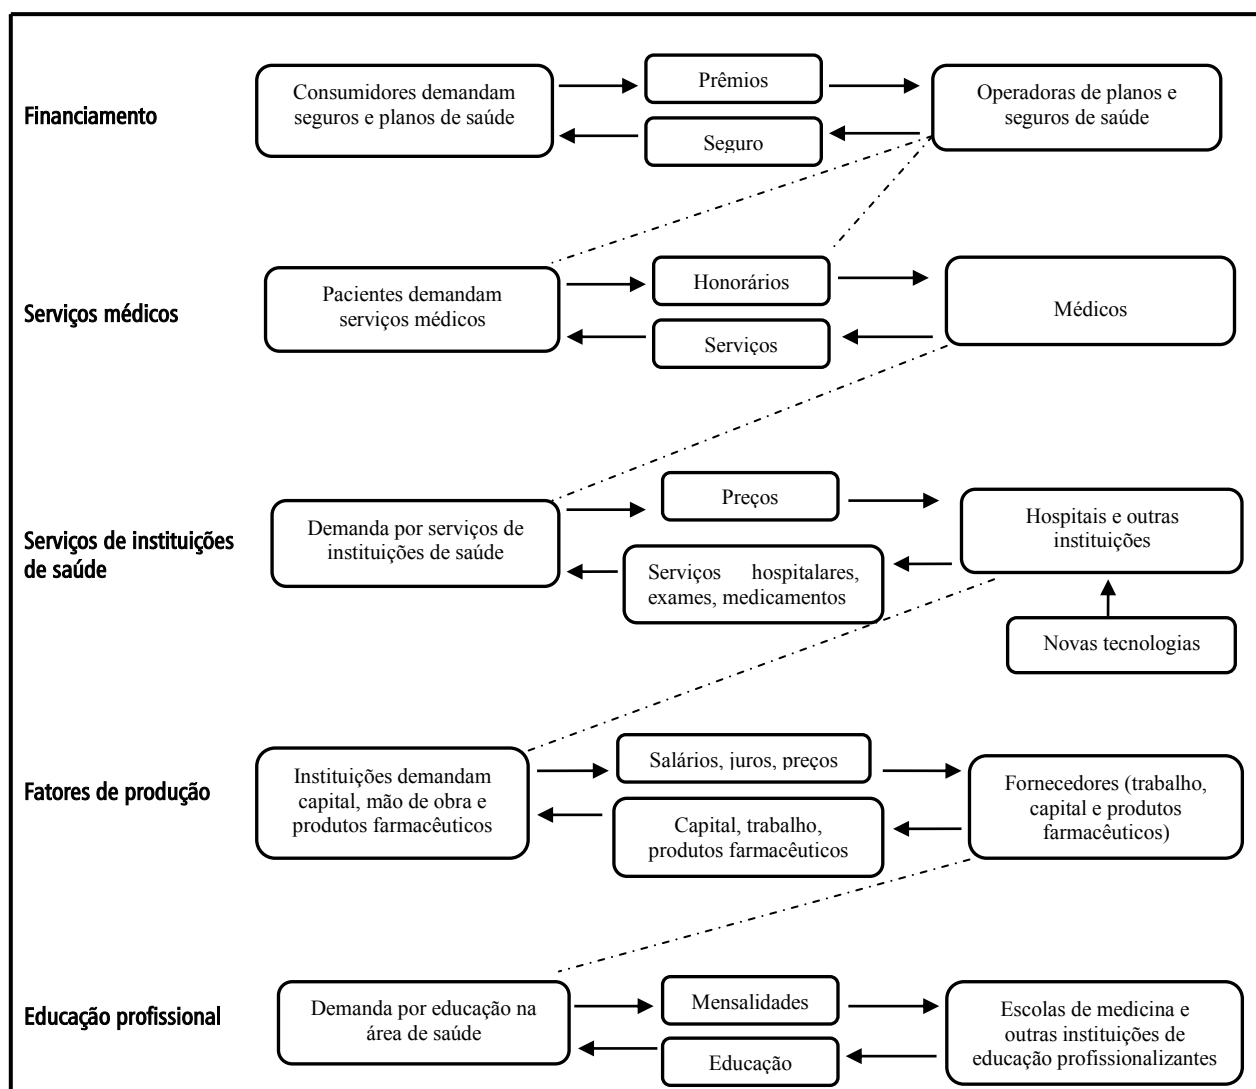 Financiamento
Consumidores demandam
seguros e planos de saúde
Prêmios
Seguro
Operadoras de planos e
seguros de saúde
Serviços médicos
Pacientes demandam
serviços médicos
Honorários
Serviços
Médicos
Serviços de instituições
de saúde
Demanda por serviços de
instituições de saúde
Preços
Serviços hospitalares,
exames, medicamentos
Hospitais e outras
instituições
Novas tecnologias
Fatores de produção
Instituições demandam
capital, mão de obra e
produtos farmacêuticos
Salários, juros, preços
Capital, trabalho,
produtos farmacêuticos
Fornecedores (trabalho,
capital e produtos
farmacêuticos)
Educação profissional
Demanda por educação na
área de saúde
Mensalidades
Educação
Escolas de medicina e
outras instituições de
educação profissionalizantes